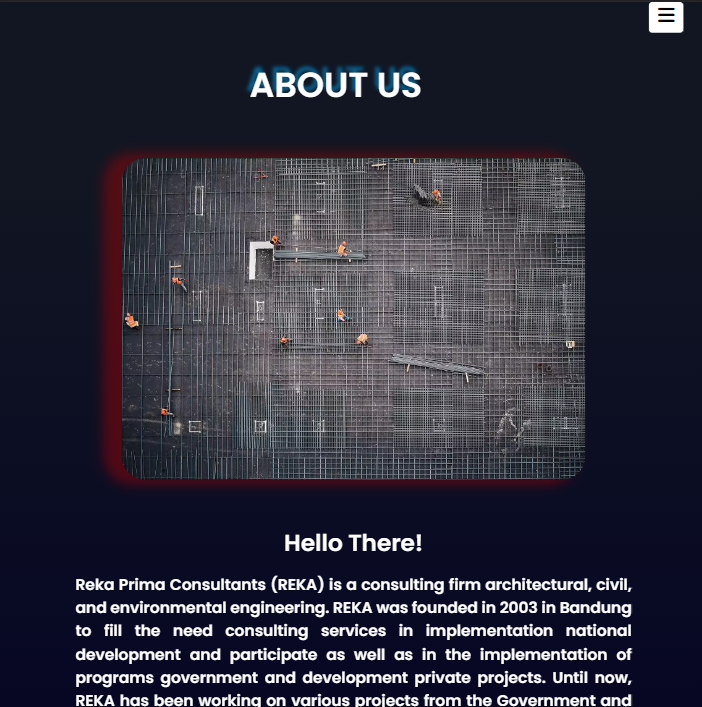 ABOUT US
Hello There!
Reka Prima Consultants (REKA) is a consulting firm architectural, civil,
and environmental engineering. REKA was founded in 2003 in Bandung
to fill the need consulting services in implementation national
development and participate as well as in the implementation of
programs government and development private projects. Until now,
REKA has been working on various projects from the Government and